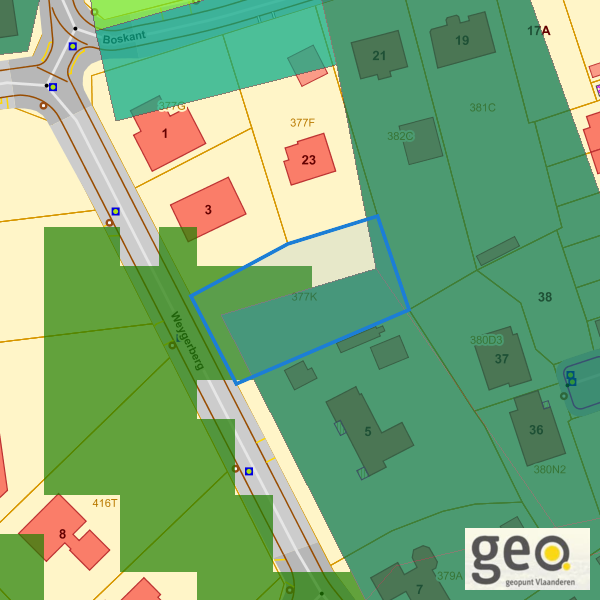 Boskant
21
19
17A
377G
377F
381C
382C
1
23
3
38
377K
Weygerberg
380D3
37
5
36
380N2
416T
8
379A
7
geo.
geopunt Vlaanderen